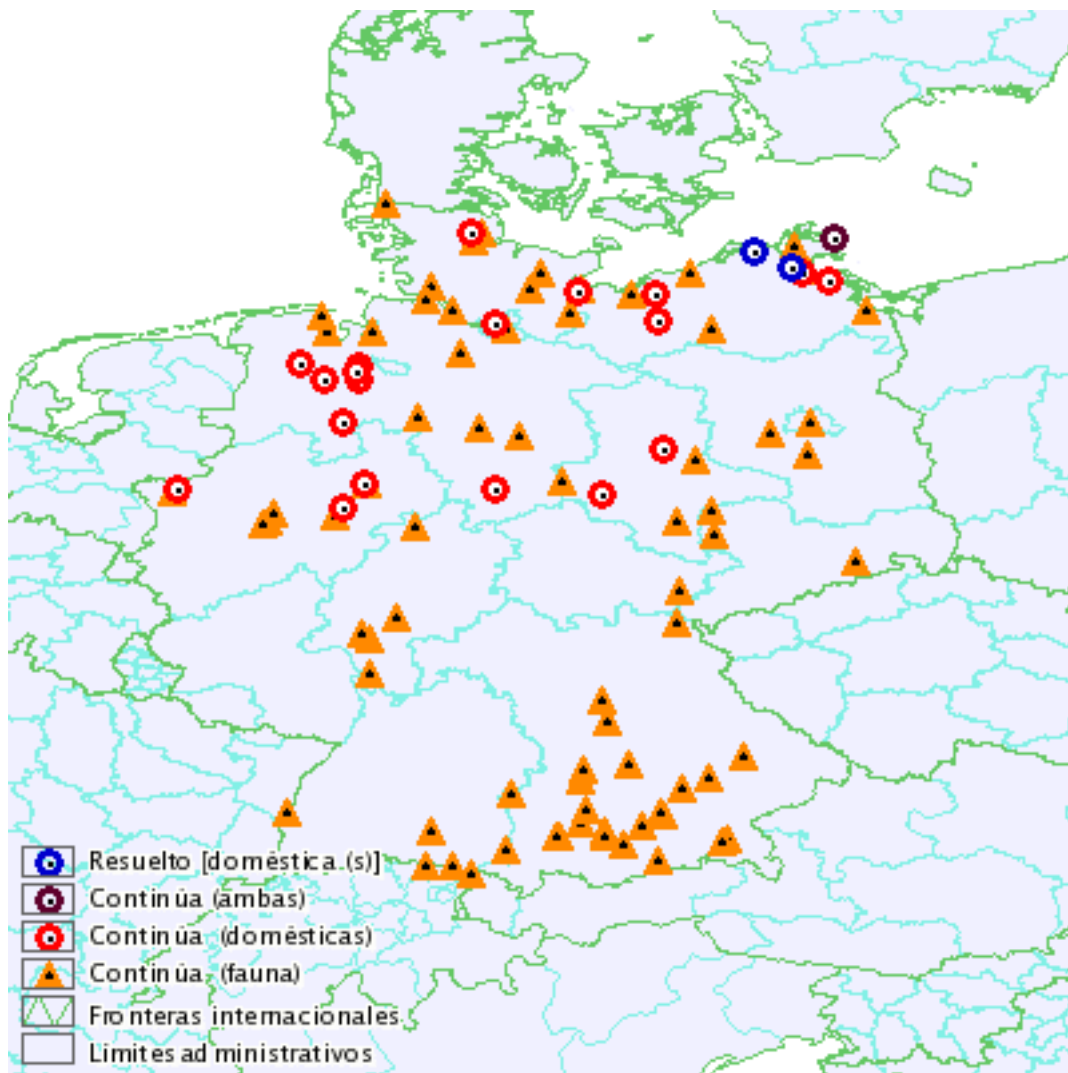 Resuelto [doméstica (s)]
Continúa (ambas)
Continúa (domésticas)
Continúa (fauna)
Fronteras internacionales
Límites administrativos